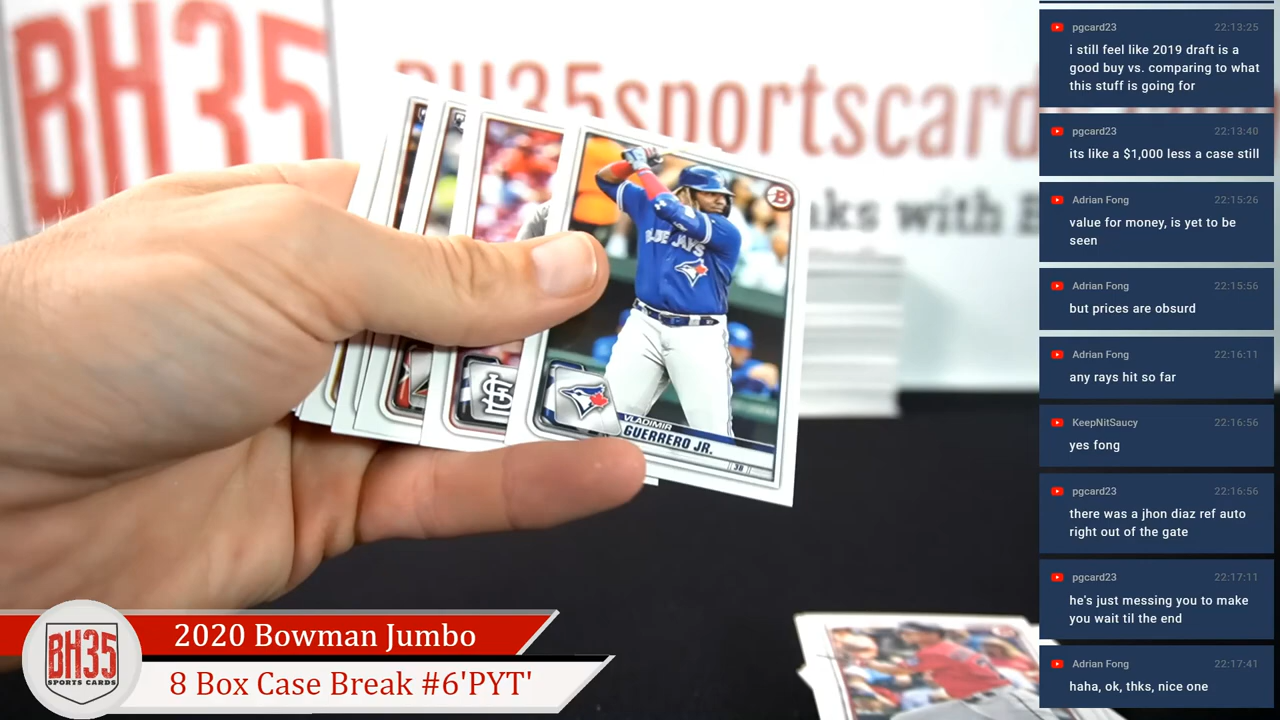 BH35
BH35sportscard
aks with
B
BLUE JAYS
VLADIMIR
GUERRERO JR.
3B
BH35
SPORTS CARDS
2020 Bowman Jumbo
8 Box Case Break #6'PYT'
pgcard23 22:13:25
i still feel like 2019 draft is a
good buy vs. comparing to what
this stuff is going for
pgcard23 22:13:40
its like a $1,000 less a case still
Adrian Fong 22:15:26
value for money, is yet to be
seen
Adrian Fong 22:15:56
but prices are obsurd
Adrian Fong 22:16:11
any rays hit so far
KeepNitSaucy 22:16:56
yes fong
pgcard23 22:16:56
there was a jhon diaz ref auto
right out of the gate
pgcard23 22:17:11
he's just messing you to make
you wait til the end
Adrian Fong 22:17:41
haha, ok, thks, nice one